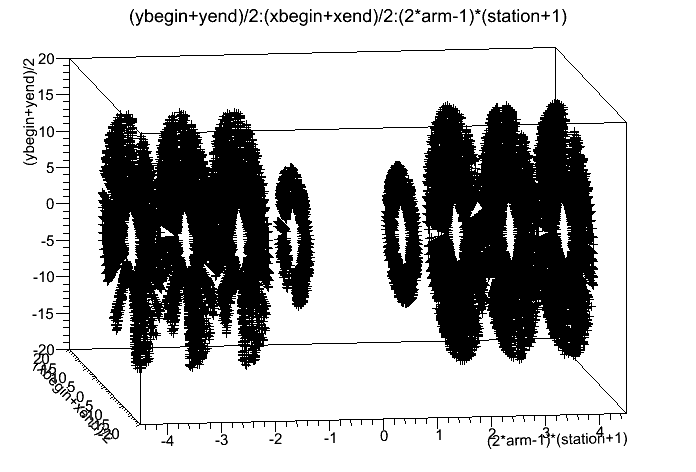 (ybegin+yend)/2:(xbegin+xend)/2:(2*arm-1)*(station+1)
(ybegin+yend)/2
20
15
10
5
0
-5
-10
-15
-20
(xbegin+xend)/2
-4 -3 -2 -1 0 1 2 3 4
(2*arm-1)*(station+1)